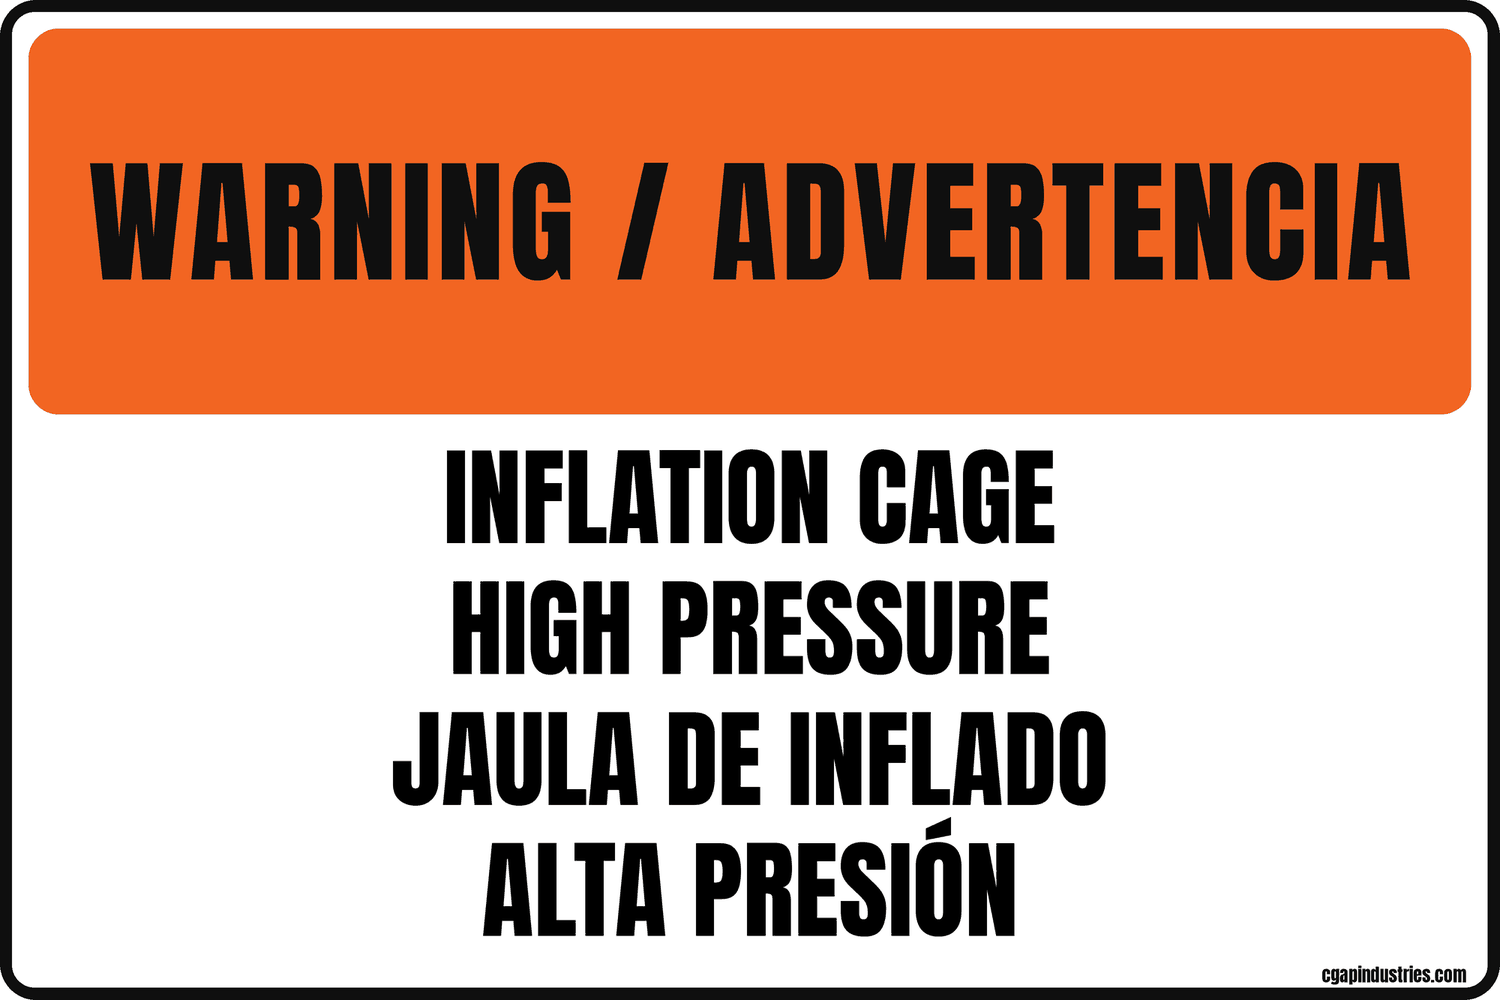 WARNING / ADVERTENCIA
INFLATION CAGE
HIGH PRESSURE
JAULA DE INFLADO
ALTA PRESIÓN
cgapindustries.com